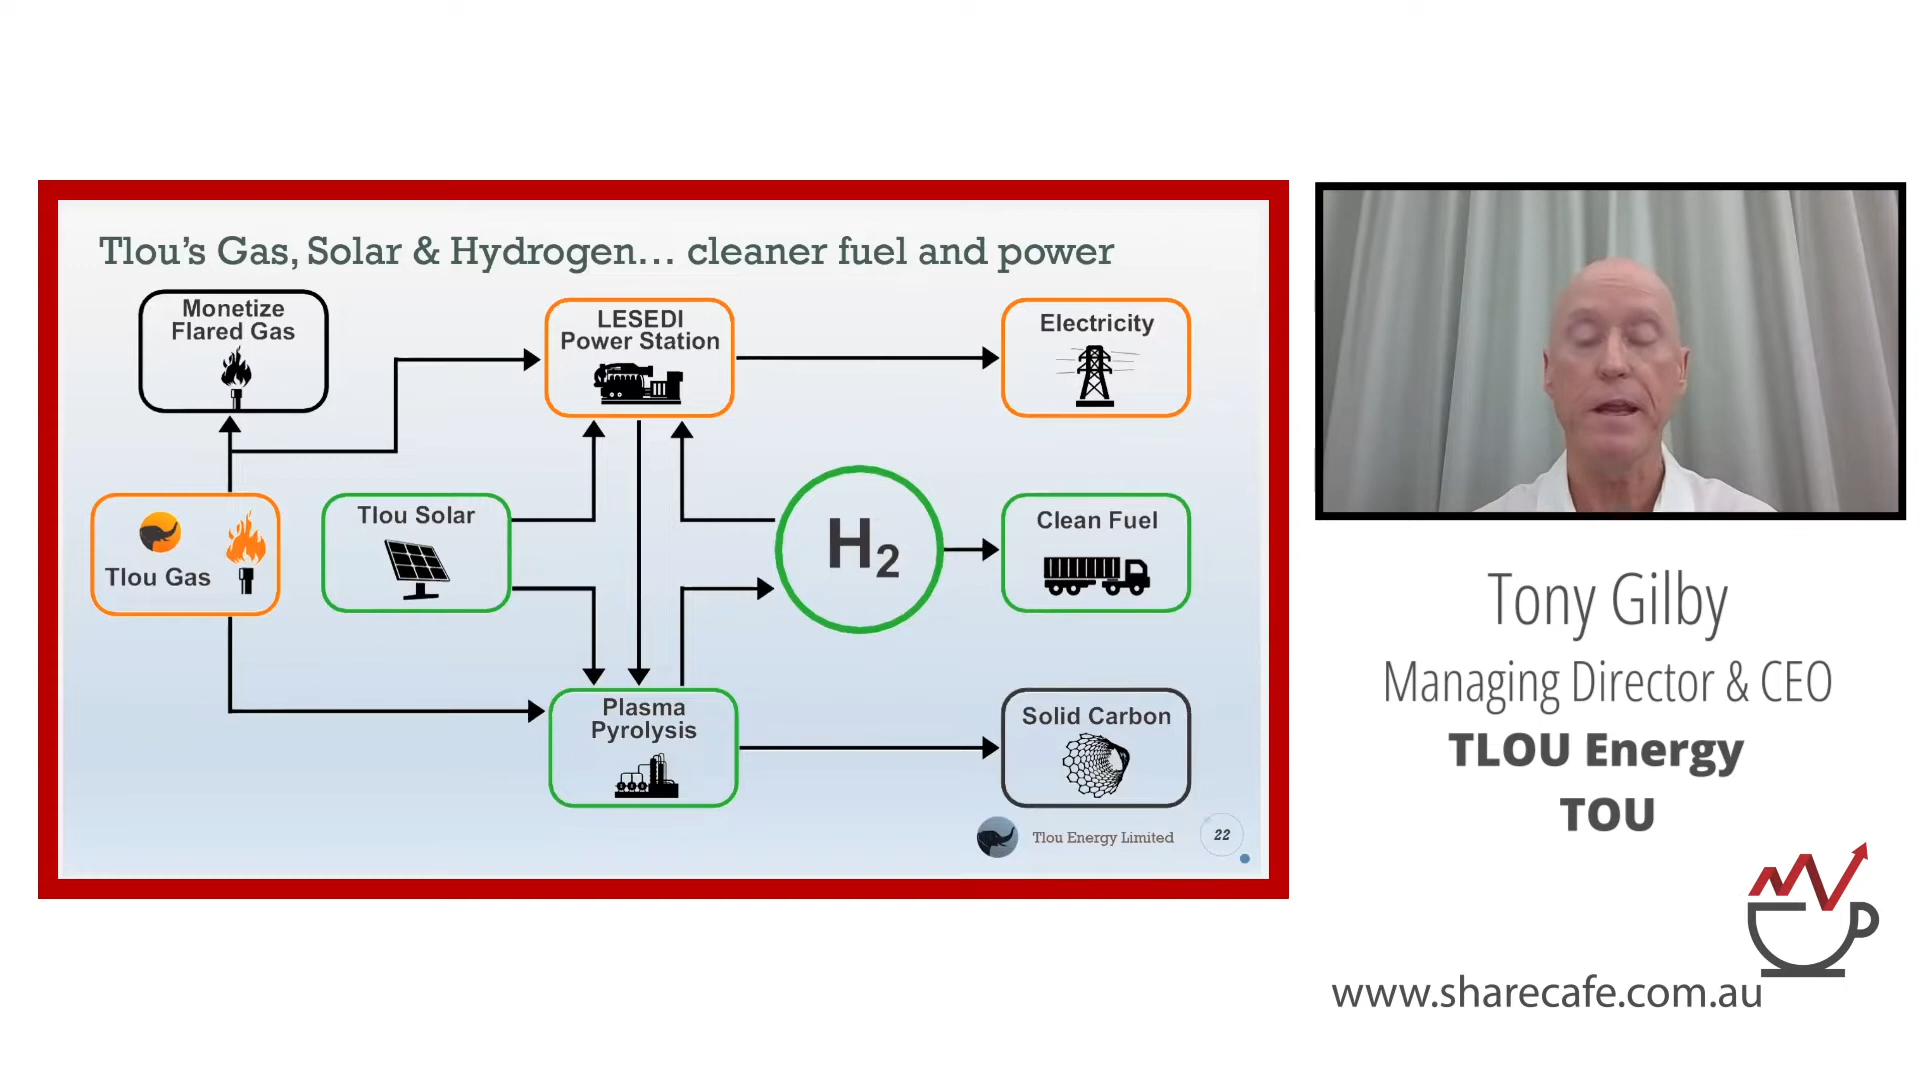 Tlou's Gas, Solar & Hydrogen... cleaner fuel and power
Monetize
Flared Gas
LESEDI
Power Station
Electricity
Tlou Gas
Tlou Solar
H2
Clean Fuel
Plasma
Pyrolysis
Solid Carbon
Tlou Energy Limited
22
Tony Gilby
Managing Director & CEO
TLOU Energy
TOU
www.sharecafe.com.au